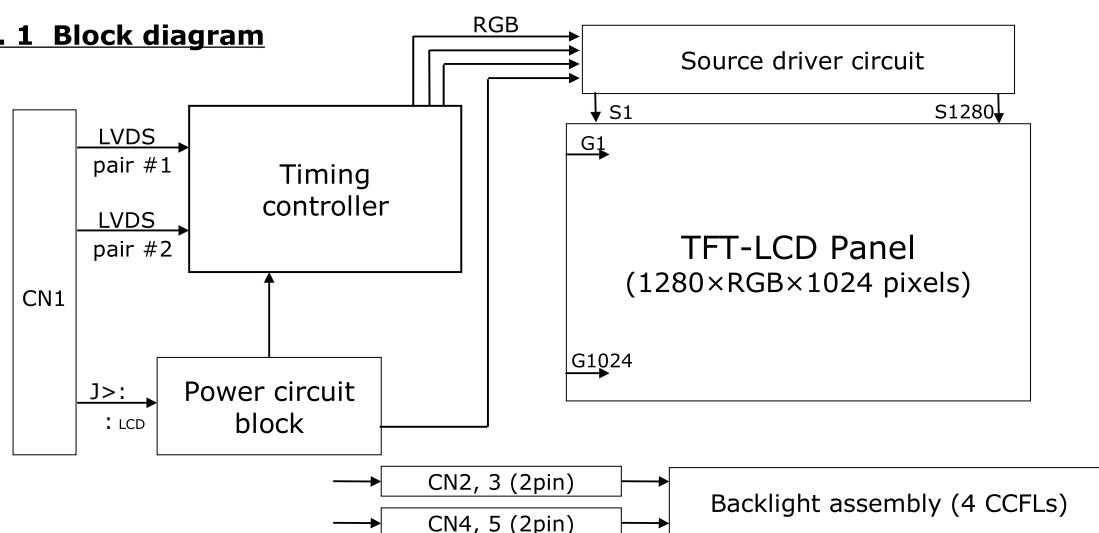 . 1 Block diagram
RGB
Source driver circuit
S1
S1280
LVDS
pair #1
G1
Timing
controller
LVDS
pair #2
TFT-LCD Panel
(1280×RGB×1024 pixels)
CN1
G1024
J>:
: LCD
Power circuit
block
CN2, 3 (2pin)
Backlight assembly (4 CCFLs)
CN4, 5 (2pin)